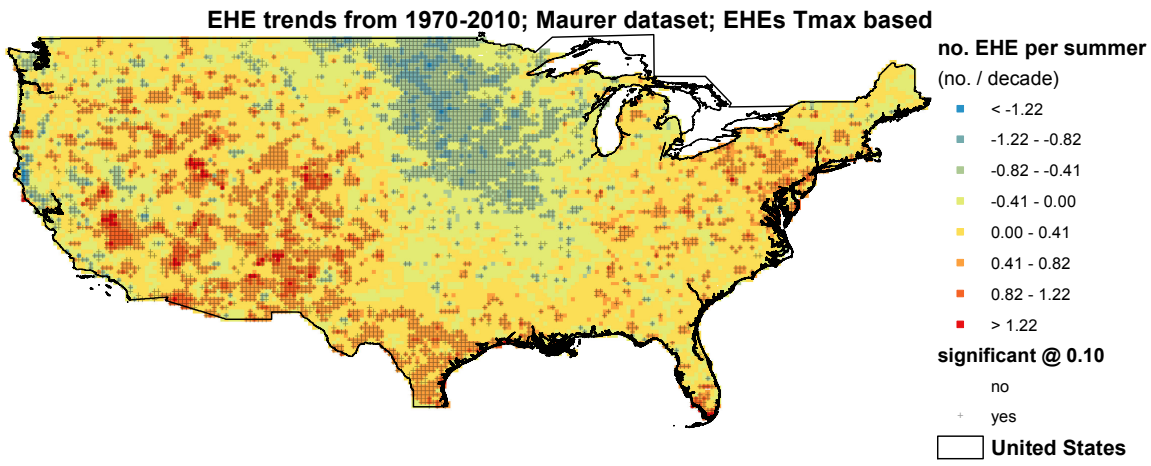 EHE trends from 1970-2010; Maurer dataset; EHEs Tmax based
no. EHE per summer
(no. / decade)
< -1.22
-1.22 - -0.82
-0.82 - -0.41
-0.41 - 0.00
0.00 - 0.41
0.41 - 0.82
0.82 - 1.22
> 1.22
significant @ 0.10
no
yes
United States